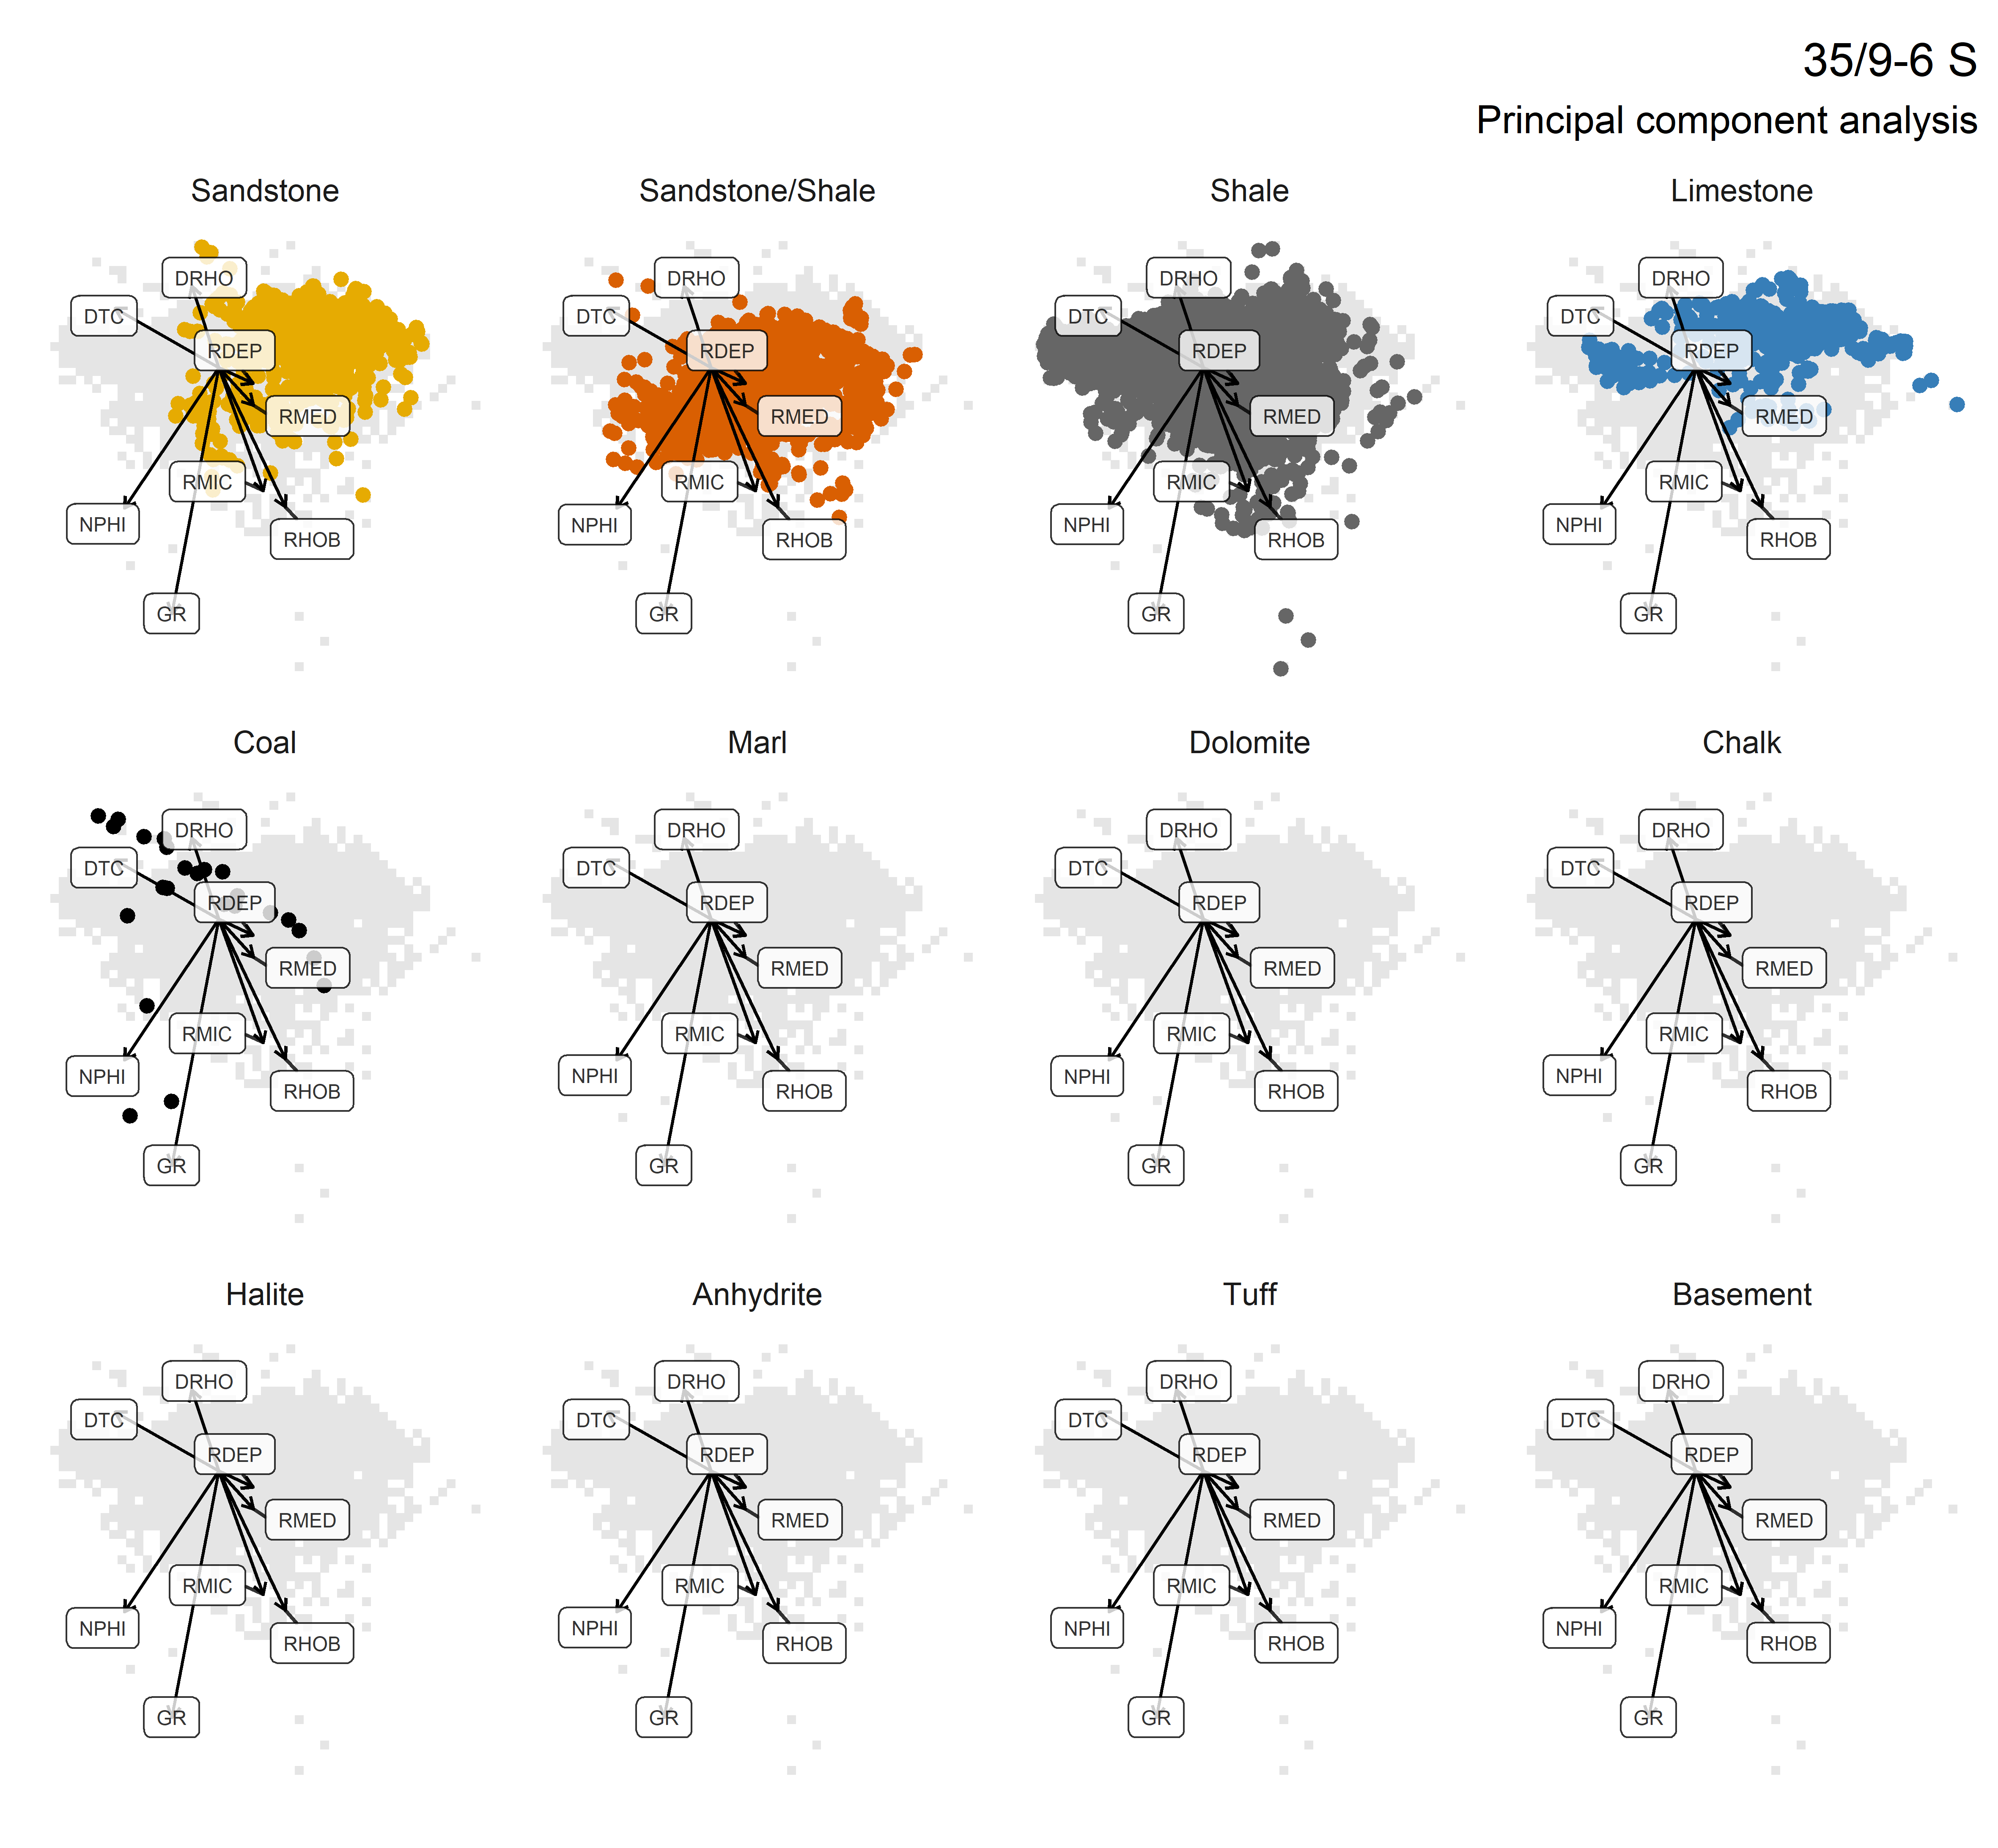 35/9-6 S
Principal component analysis
Sandstone
Sandstone/Shale
Shale
Limestone
DRHO
DTC
RDEP
RMED
RMIC
NPHI
RHOB
GR
DRHO
DTC
RDEP
RMED
RMIC
NPHI
RHOB
GR
DRHO
DTC
RDEP
RMED
RMIC
NPHI
RHOB
GR
DRHO
DTC
RDEP
RMED
RMIC
NPHI
RHOB
GR
Coal
Marl
Dolomite
Chalk
DRHO
DTC
RDEP
RMED
RMIC
NPHI
RHOB
GR
DRHO
DTC
RDEP
RMED
RMIC
NPHI
RHOB
GR
DRHO
DTC
RDEP
RMED
RMIC
NPHI
RHOB
GR
DRHO
DTC
RDEP
RMED
RMIC
NPHI
RHOB
GR
Halite
Anhydrite
Tuff
Basement
DRHO
DTC
RDEP
RMED
RMIC
NPHI
RHOB
GR
DRHO
DTC
RDEP
RMED
RMIC
NPHI
RHOB
GR
DRHO
DTC
RDEP
RMED
RMIC
NPHI
RHOB
GR
DRHO
DTC
RDEP
RMED
RMIC
NPHI
RHOB
GR